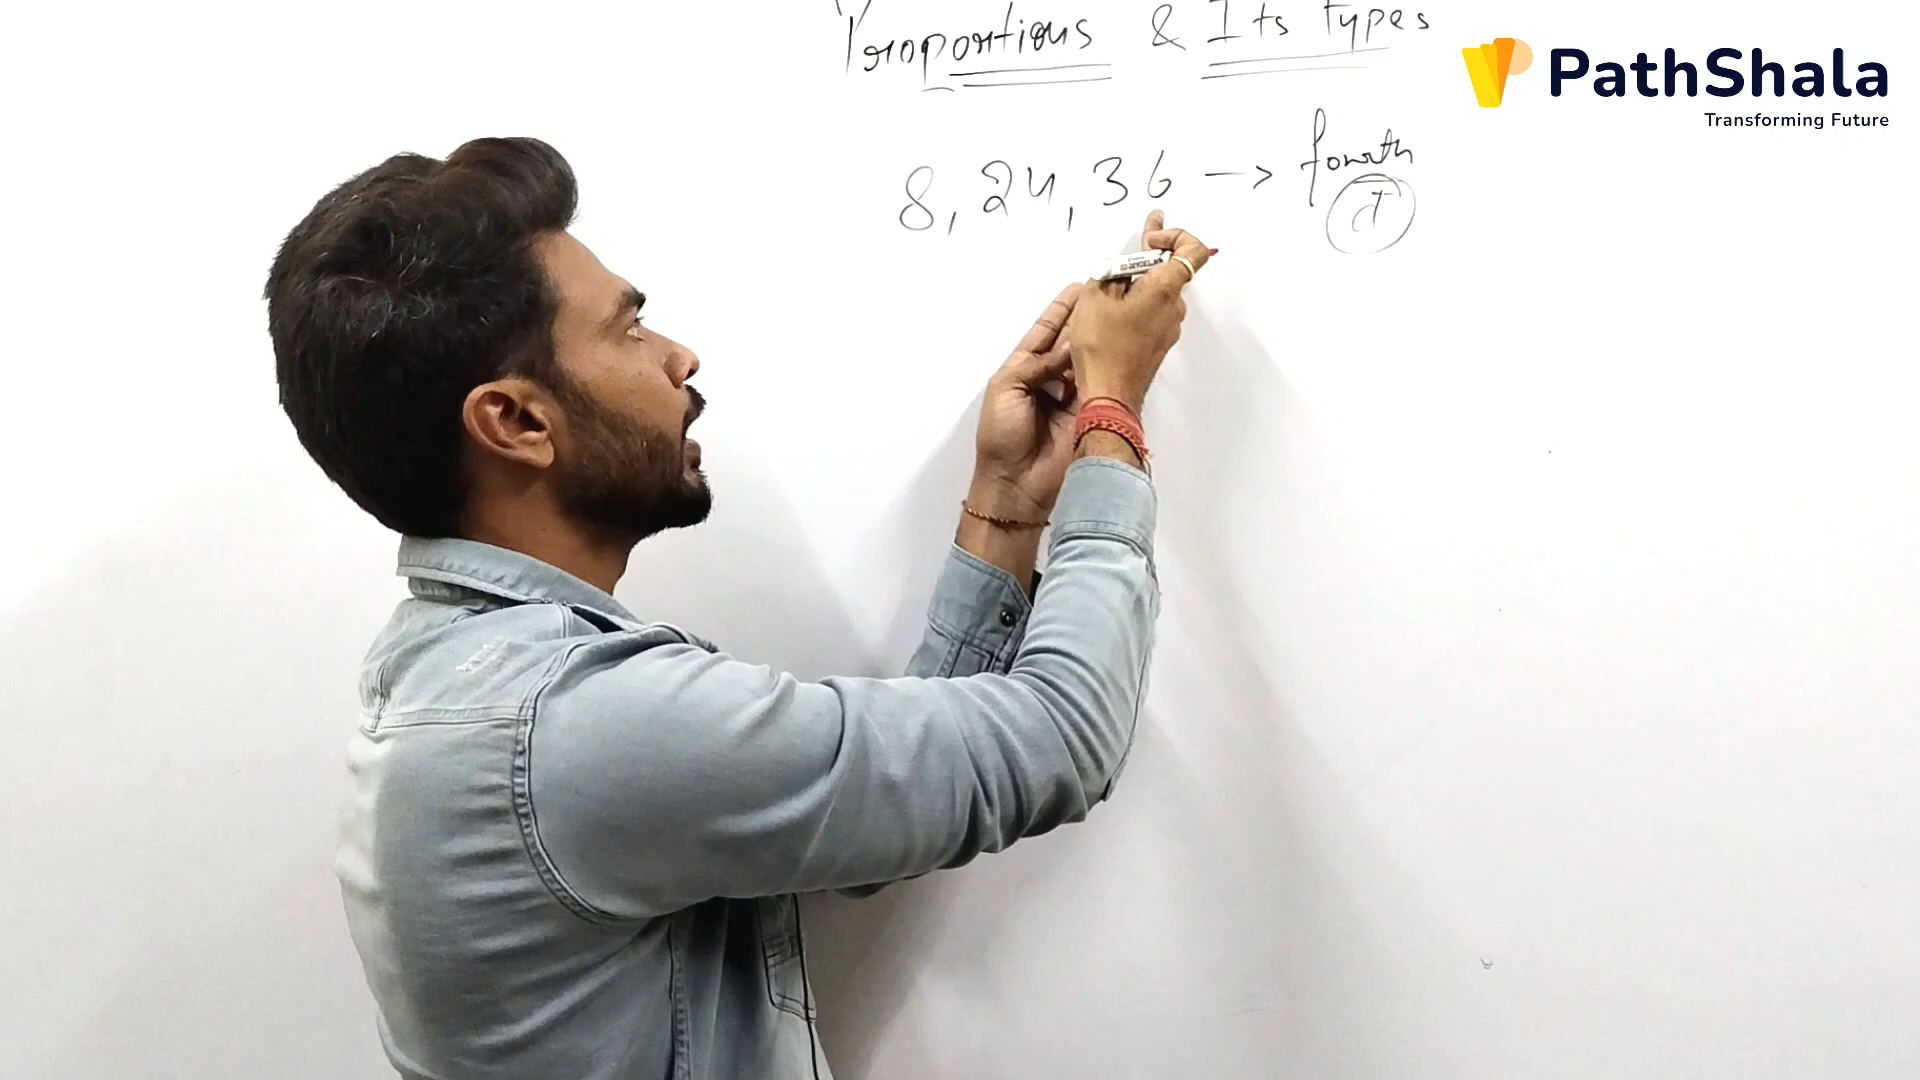 Proportions & Its types
PathShala
Transforming Future
8, 24, 36 → fourth
d